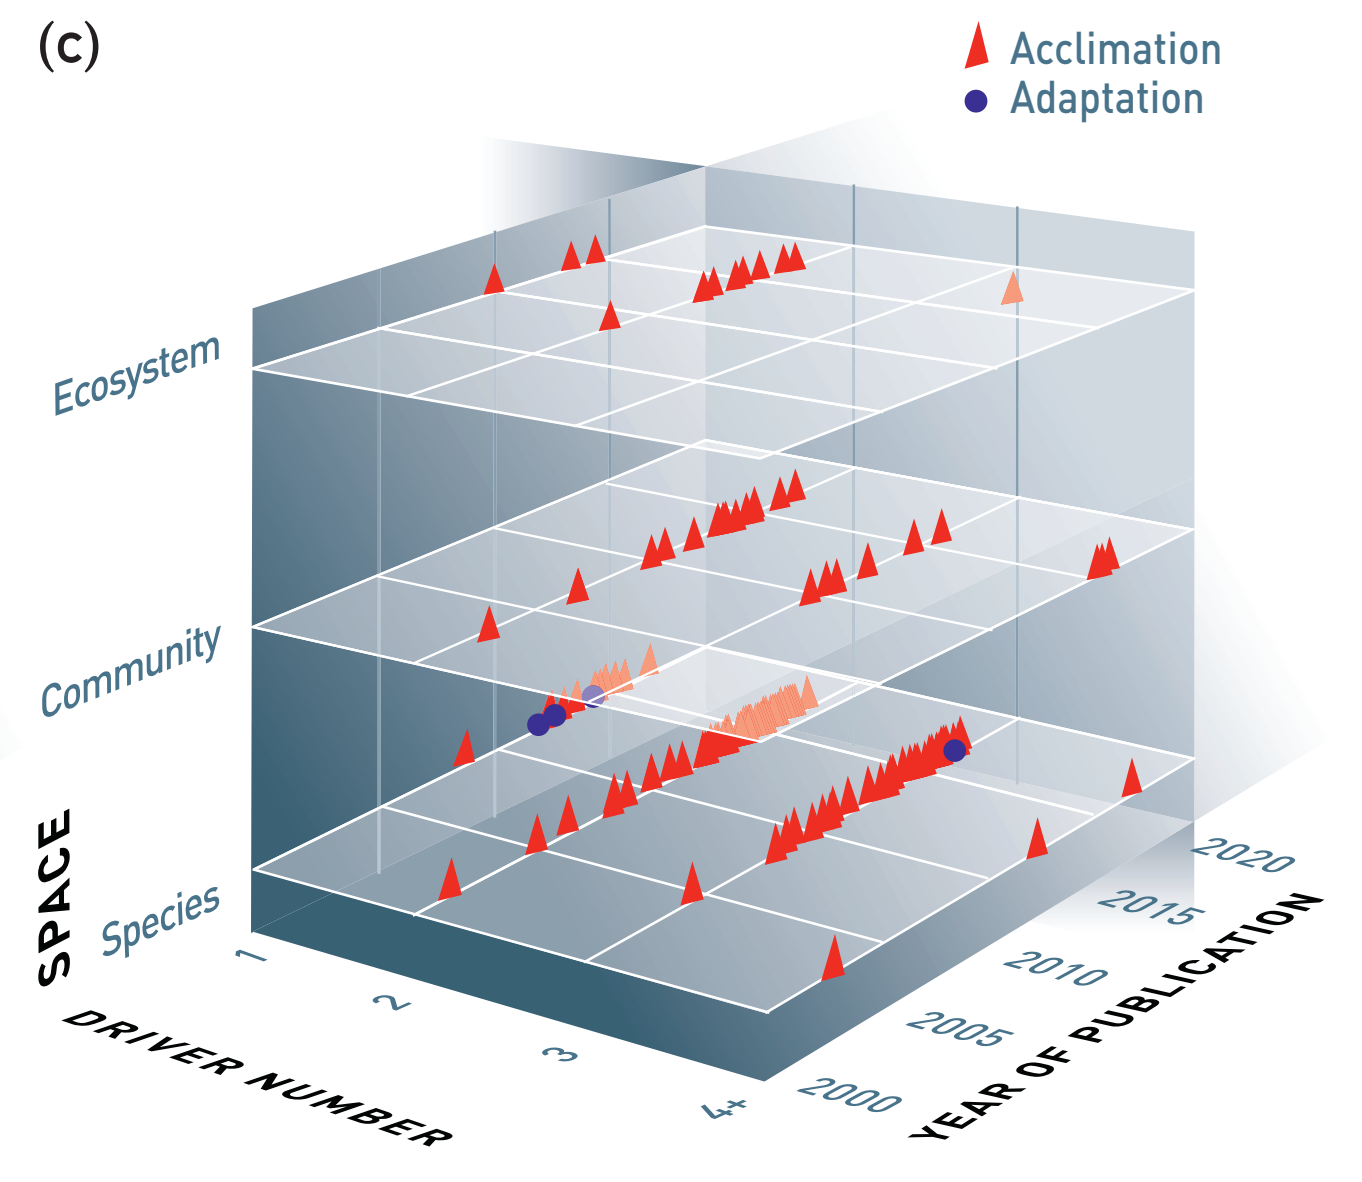 (c)
Acclimation
Adaptation
Ecosystem
Community
Species
SPACE
1
2
3
4+
DRIVER NUMBER
2000
2005
2010
2015
2020
YEAR OF PUBLICATION